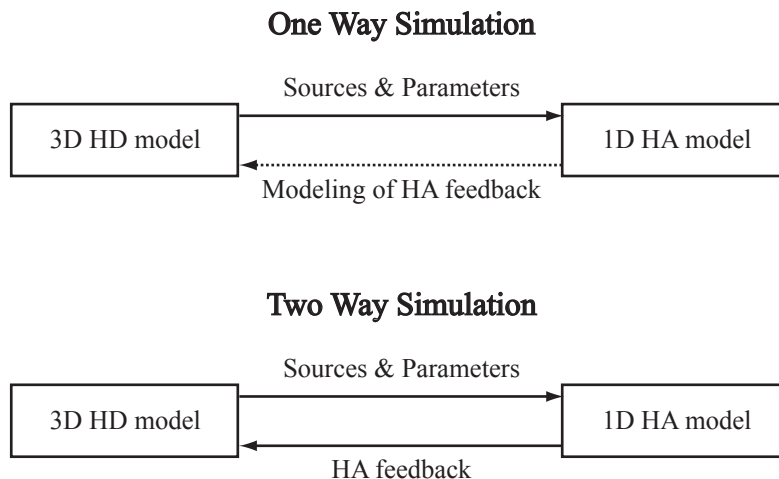 One Way Simulation
Sources & Parameters
3D HD model
1D HA model
Modeling of HA feedback
Two Way Simulation
Sources & Parameters
3D HD model
1D HA model
HA feedback